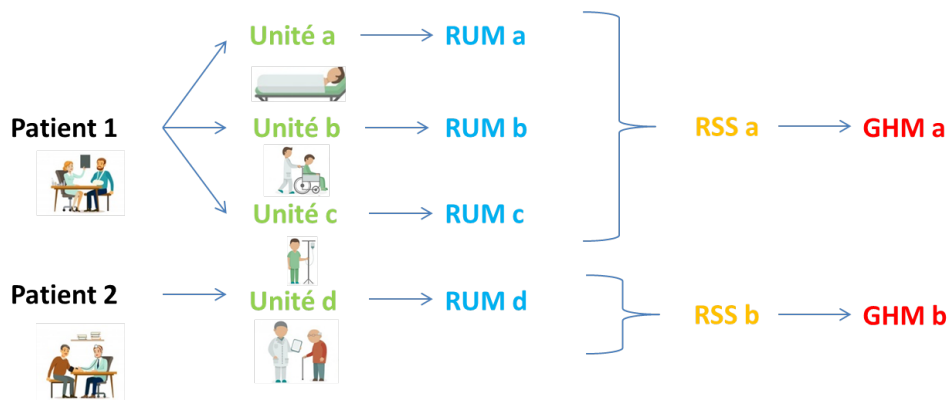 Unité a
RUM a
Patient 1
Unité b
RUM b
RSS a
GHM a
Unité c
RUM c
Patient 2
Unité d
RUM d
RSS b
GHM b